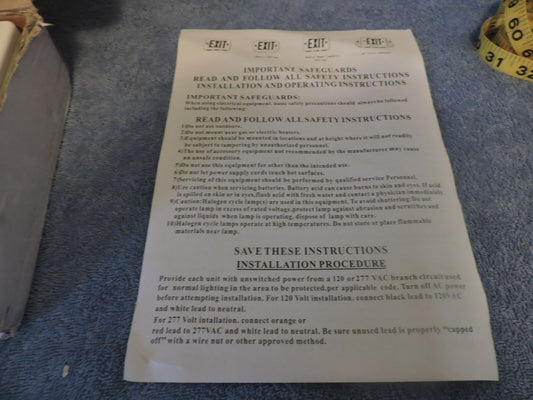 EXIT EXIT EXIT EXIT
IMPORTANT SAFEGUARDS
READ AND FOLLOW ALL SAFETY INSTRUCTIONS
INSTALLATION AND OPERATING INSTRUCTIONS
IMPORTANT SAFEGUARDS:
When using electrical equipment, basic safety precautions should always be followed
including the following:
READ AND FOLLOW ALL SAFETY INSTRUCTIONS
1)Do not use outdoors.
2)Do not mount near gas or electric heaters.
3)Equipment should be mounted in locations and at height where it will not readily
be subject to tampering by unauthorized personnel.
4)The use of accessory equipment not recommended by the manufacturer may cause
an unsafe condition.
5)Do not use this equipment for other than the intended use.
6)Do not let power supply cords touch hot surfaces.
7)Servicing of this equipment should be performed by qualified service Personnel.
8)Use caution when servicing batteries. Battery acid can cause burns to skin and eyes. If acid
is spilled on skin or in eyes,flush acid with fresh water and contact a physician immediately.
9)Caution:Halogen cycle lamp(s) are used in this equipment. To avoid shattering:Do not
operate lamp in excess of rated voltage,protect lamp against abrasion and scratches and
against liquids when lamp is operating, dispose of lamp with care.
10)Halogen cycle lamps operate at high temperatures. Do not store or place flammable
materials near lamp.
SAVE THESE INSTRUCTIONS
INSTALLATION PROCEDURE
Provide each unit with unswitched power from a 120 or 277 VAC branch circuit used
for normal lighting in the area to be protected.per applicable code. Turn off AC power
before attempting installation. For 120 Volt installation. connect black lead to 120VAC
and white lead to neutral.
For 277 Volt intallation. connect orange or
red lead to 277VAC and white lead to neutral. Be sure unused lead is properly "capped
off" with a wire nut or other approved method.
60
31 32